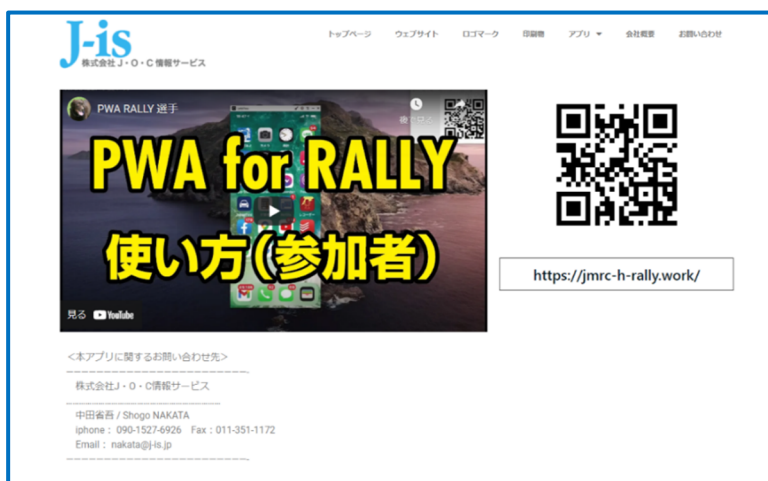 J-is
株式会社 J・O・C 情報サービス
トップページ ウェブサイト ロゴマーク 印刷物 アプリ ▼ 会社概要 お問い合わせ
PWA RALLY 選手
後で見る
PWA for RALLY
使い方(参加者)
見る YouTube
https://jmrc-h-rally.work/
<本アプリに関するお問い合わせ先>
株式会社J・O・C情報サービス
中田省吾 / Shogo NAKATA
iphone： 090-1527-6926 Fax：011-351-1172
Email： nakata@j-is.jp